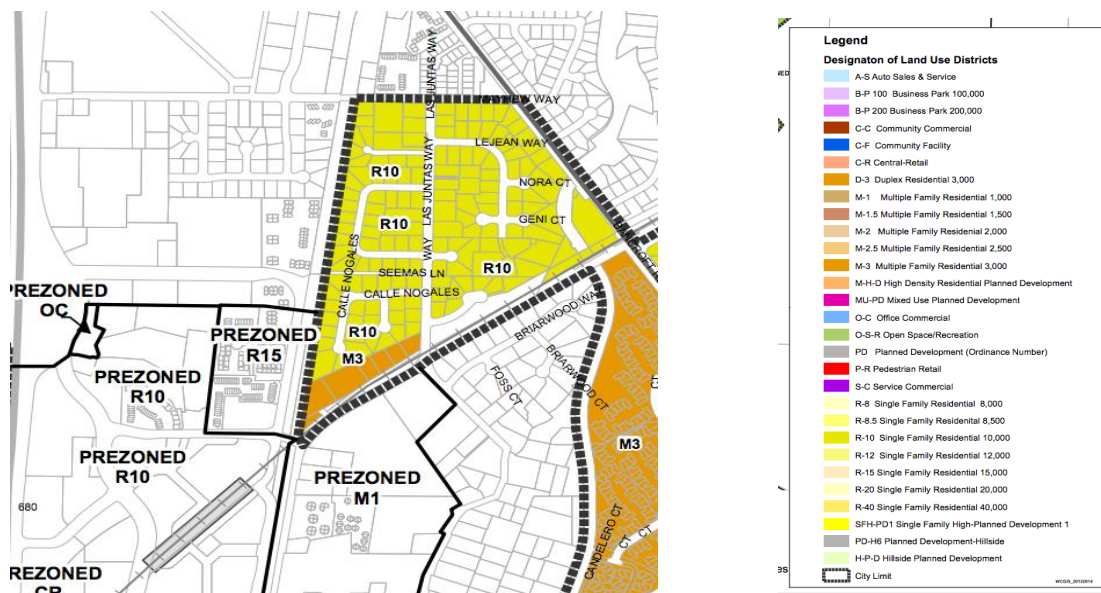 LAS JUNTAS WAY
MAYHEW WAY
LEJEAN WAY
R10
LAS JUNTAS WAY
NORA CT
R10
GENI CT
BANCROFT
R10
CALLE NOGALES
SEEMAS LN
CALLE NOGALES
R10
M3
PREZONED
R15
PREZONED
R10
PREZONED
R10
PREZONED
M1
BRIARWOOD WAY
BRIARWOOD CT
FOSS CT
CT
M3
CANDELERO CT
CT
CT
680
OC
Legend
Designaton of Land Use Districts
A-S Auto Sales & Service
B-P 100 Business Park 100,000
B-P 200 Business Park 200,000
C-C Community Commercial
C-F Community Facility
C-R Central-Retail
D-3 Duplex Residential 3,000
M-1 Multiple Family Residential 1,000
M-1.5 Multiple Family Residential 1,500
M-2 Multiple Family Residenial 2,000
M-2.5 Multiple Family Residential 2,500
M-3 Multiple Family Residential 3,000
M-H-D High Density Residential Planned Development
MU-PD Mixed Use Planned Development
O-C Office Commercial
O-S-R Open Space/Recreation
PD Planned Development (Ordinance Number)
P-R Pedestrian Retail
S-C Service Commercial
R-8 Single Family Residential 8,000
R-8.5 Single Family Residential 8,500
R-10 Single Family Residential 10,000
R-12 Single Family Residential 12,000
R-15 Single Family Residential 15,000
R-20 Single Family Residential 20,000
R-40 Single Family Residential 40,000
SFH-PD1 Single Family High-Planned Development 1
PD-H6 Planned Development-Hillside
H-P-D Hillside Planned Development
City Limit
WCGIS_20120814